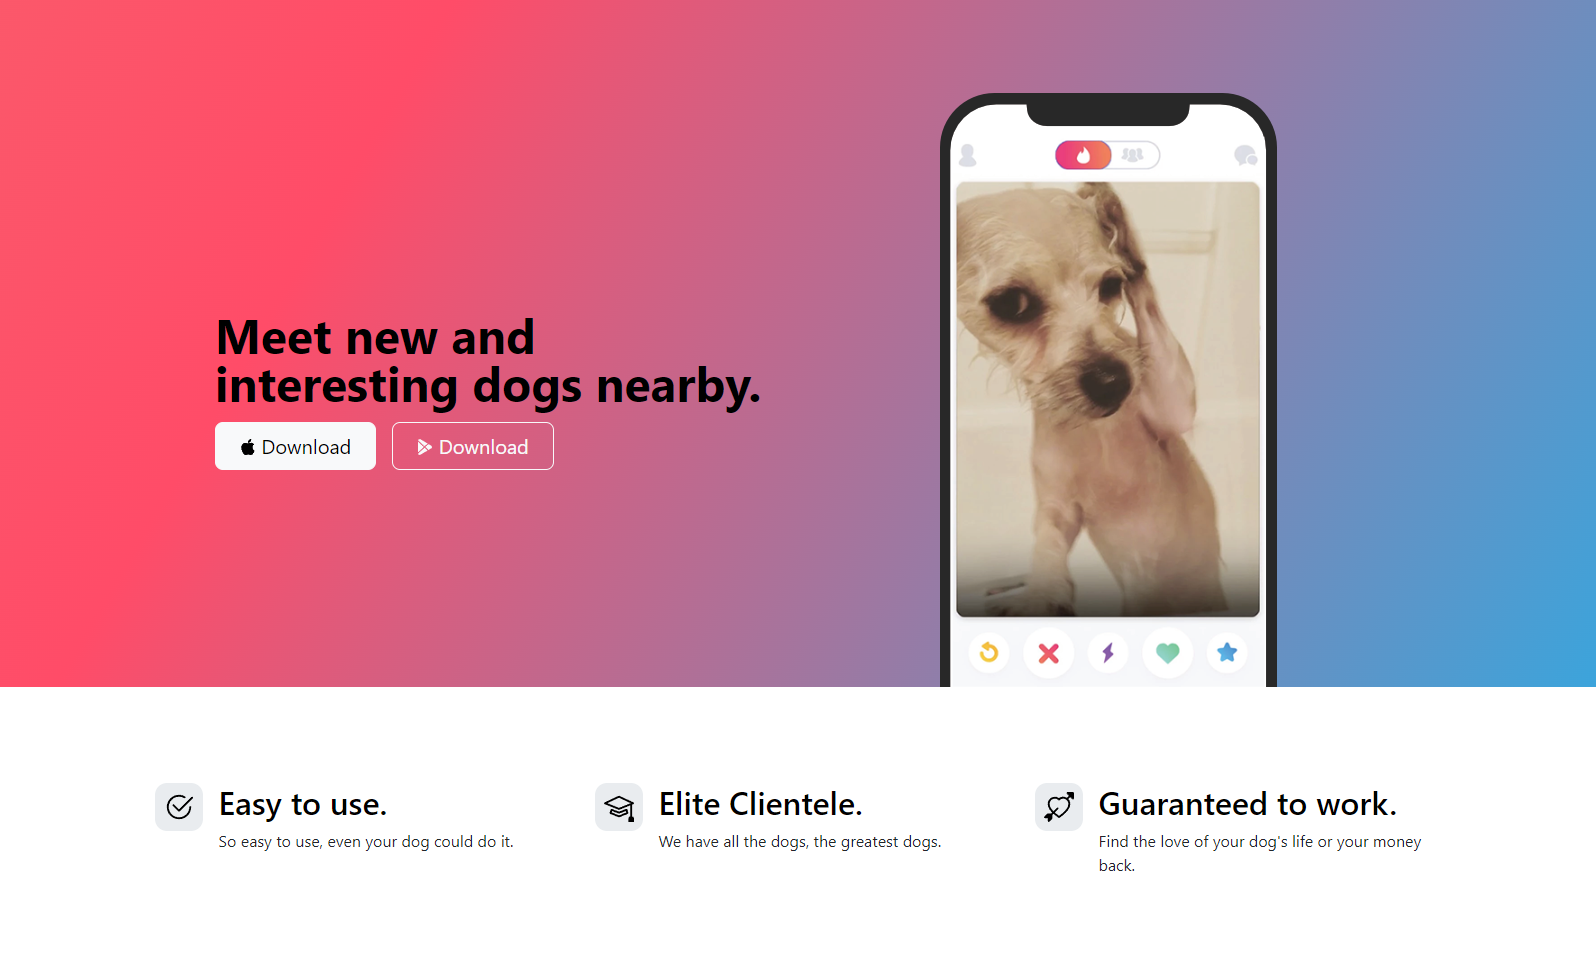 Meet new and
interesting dogs nearby.
Download
Download
Easy to use.
So easy to use, even your dog could do it.
Elite Clientele.
We have all the dogs, the greatest dogs.
Guaranteed to work.
Find the love of your dog's life or your money
back.